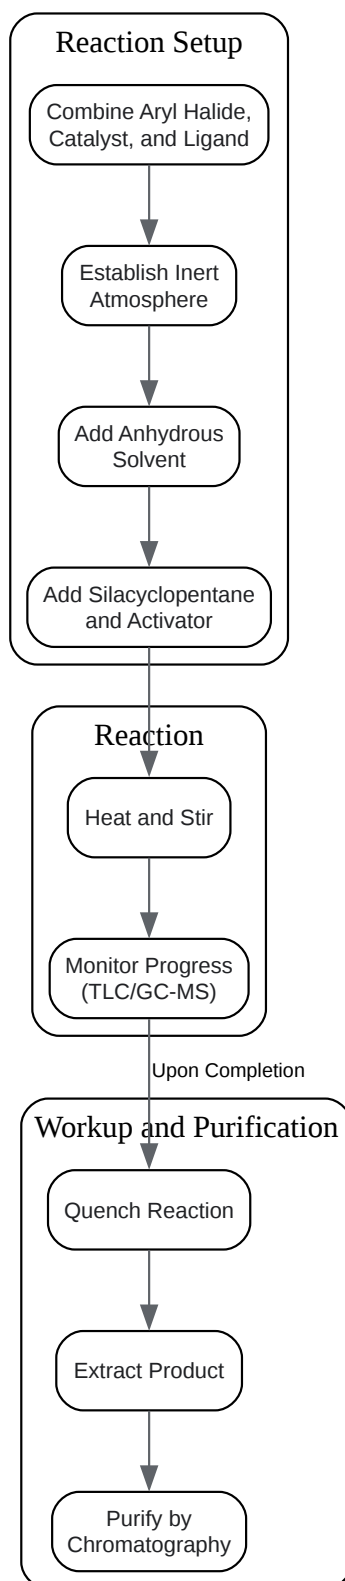 Reaction Setup
Combine Aryl Halide,
Catalyst, and Ligand
Establish Inert
Atmosphere
Add Anhydrous
Solvent
Add Silacyclopentane
and Activator
Reaction
Heat and Stir
Monitor Progress
(TLC/GC-MS)
Upon Completion
Workup and Purification
Quench Reaction
Extract Product
Purify by
Chromatography